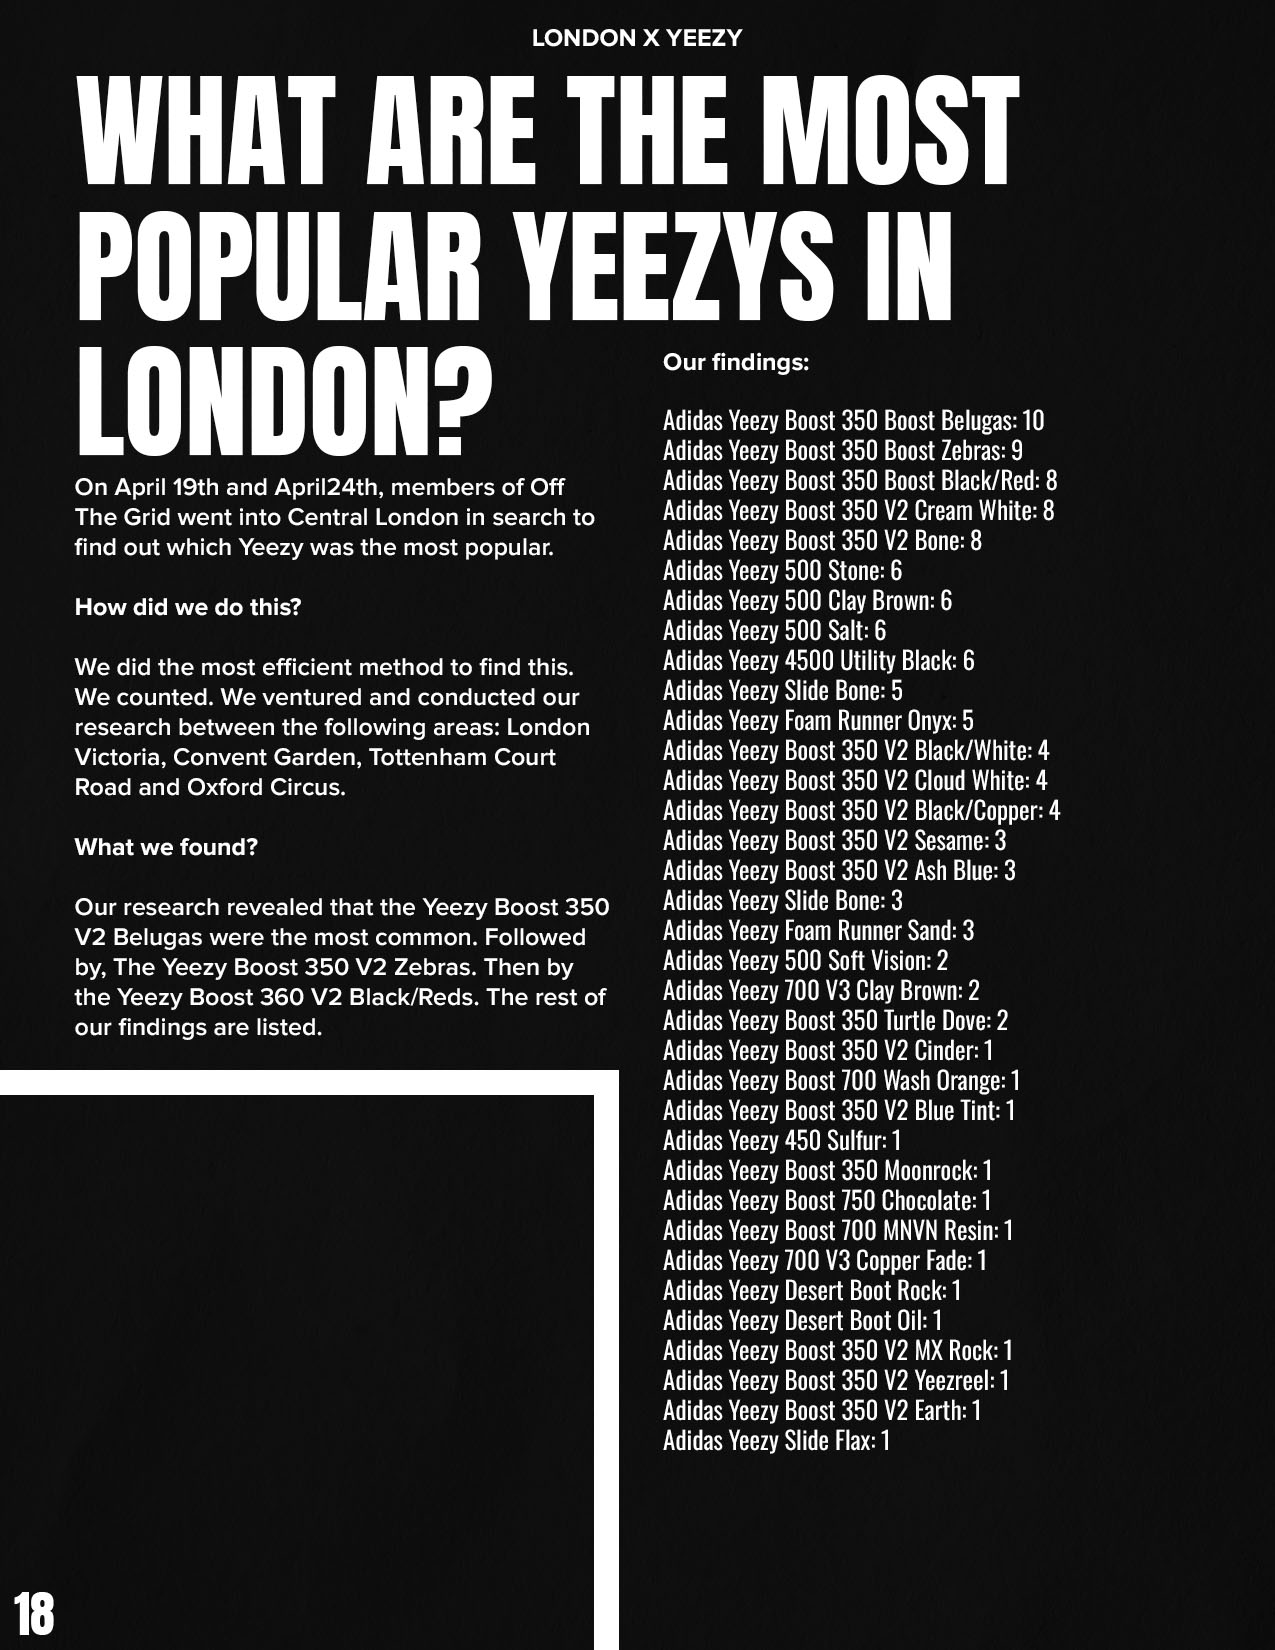 LONDON X YEEZY
WHAT ARE THE MOST
POPULAR YEEZYS IN
LONDON?
On April 19th and April24th, members of Off
The Grid went into Central London in search to
find out which Yeezy was the most popular.
How did we do this?
We did the most efficient method to find this.
We counted. We ventured and conducted our
research between the following areas: London
Victoria, Convent Garden, Tottenham Court
Road and Oxford Circus.
What we found?
Our research revealed that the Yeezy Boost 350
V2 Belugas were the most common. Followed
by, The Yeezy Boost 350 V2 Zebras. Then by
the Yeezy Boost 360 V2 Black/Reds. The rest of
our findings are listed.
Our findings:
Adidas Yeezy Boost 350 Boost Belugas: 10
Adidas Yeezy Boost 350 Boost Zebras: 9
Adidas Yeezy Boost 350 Boost Black/Red: 8
Adidas Yeezy Boost 350 V2 Cream White: 8
Adidas Yeezy Boost 350 V2 Bone: 8
Adidas Yeezy 500 Stone: 6
Adidas Yeezy 500 Clay Brown: 6
Adidas Yeezy 500 Salt: 6
Adidas Yeezy 4500 Utility Black: 6
Adidas Yeezy Slide Bone: 5
Adidas Yeezy Foam Runner Onyx: 5
Adidas Yeezy Boost 350 V2 Black/White: 4
Adidas Yeezy Boost 350 V2 Cloud White: 4
Adidas Yeezy Boost 350 V2 Black/Copper: 4
Adidas Yeezy Boost 350 V2 Sesame: 3
Adidas Yeezy Boost 350 V2 Ash Blue: 3
Adidas Yeezy Slide Bone: 3
Adidas Yeezy Foam Runner Sand: 3
Adidas Yeezy 500 Soft Vision: 2
Adidas Yeezy 700 V3 Clay Brown: 2
Adidas Yeezy Boost 350 Turtle Dove: 2
Adidas Yeezy Boost 350 V2 Cinder: 1
Adidas Yeezy Boost 700 Wash Orange: 1
Adidas Yeezy Boost 350 V2 Blue Tint: 1
Adidas Yeezy 450 Sulfur: 1
Adidas Yeezy Boost 350 Moonrock: 1
Adidas Yeezy Boost 750 Chocolate: 1
Adidas Yeezy Boost 700 MNVN Resin: 1
Adidas Yeezy 700 V3 Copper Fade: 1
Adidas Yeezy Desert Boot Rock: 1
Adidas Yeezy Desert Boot Oil: 1
Adidas Yeezy Boost 350 V2 MX Rock: 1
Adidas Yeezy Boost 350 V2 Yeezreel: 1
Adidas Yeezy Boost 350 V2 Earth: 1
Adidas Yeezy Slide Flax: 1
18